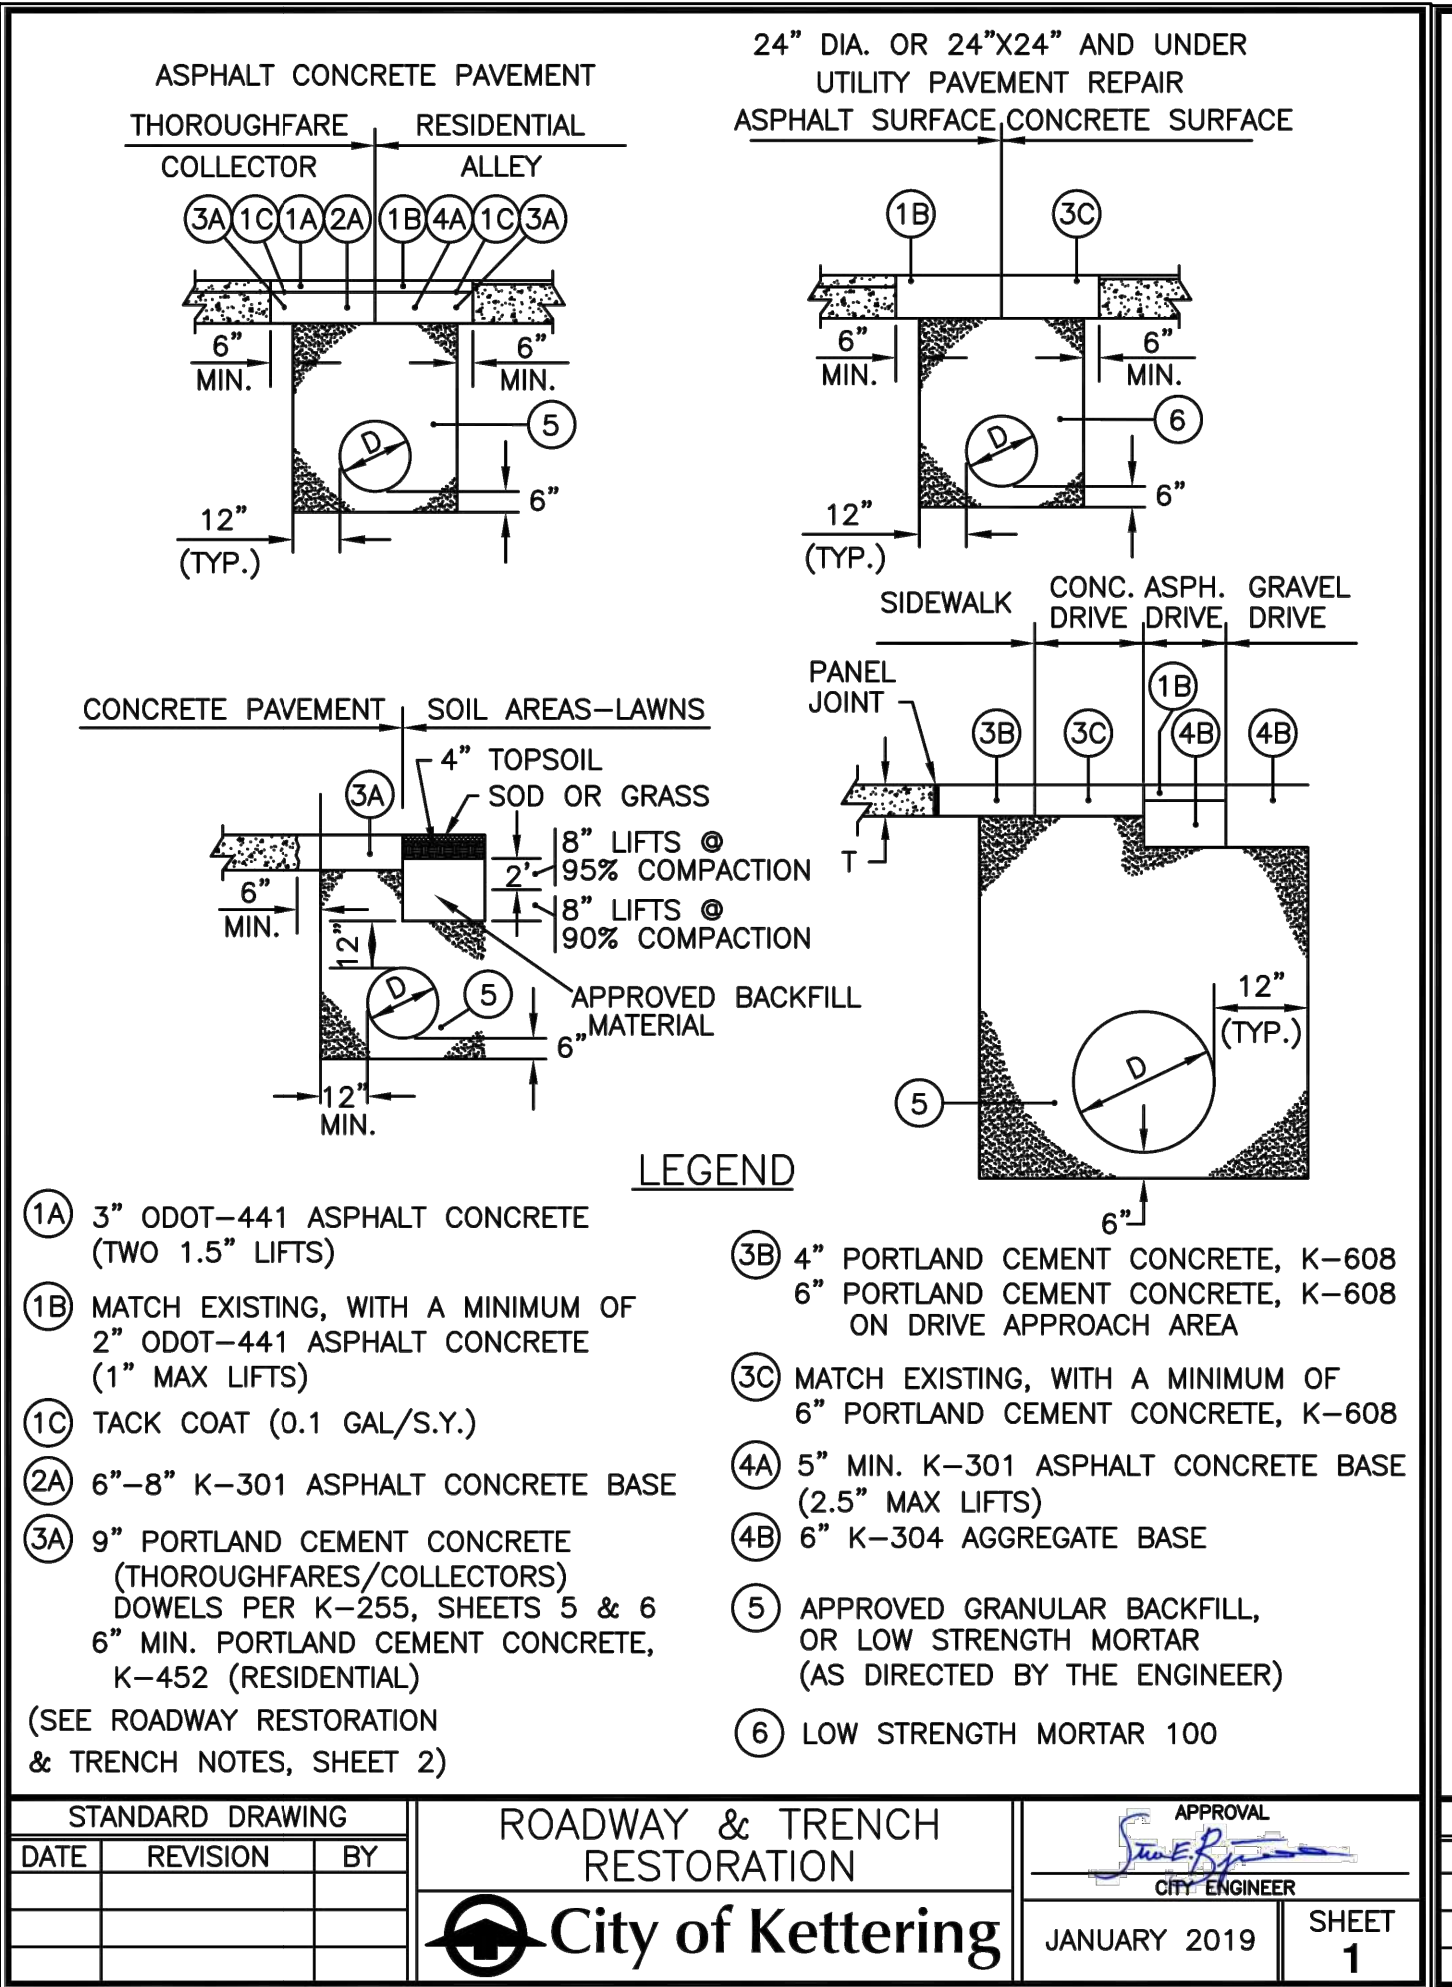 ASPHALT CONCRETE PAVEMENT
THOROUGHFARE RESIDENTIAL
COLLECTOR ALLEY
3A 1C 1A 2A 1B 4A 1C 3A
6" 6"
MIN. MIN.
5
D
6"
12"
(TYP.)
24" DIA. OR 24"X24" AND UNDER
UTILITY PAVEMENT REPAIR
ASPHALT SURFACE CONCRETE SURFACE
1B 3C
6" 6"
MIN. MIN.
6
D
6"
12"
(TYP.)
CONCRETE PAVEMENT SOIL AREAS-LAWNS
4" TOPSOIL
3A
SOD OR GRASS
8" LIFTS @
95% COMPACTION
2'
6"
MIN.
8" LIFTS @
90% COMPACTION
12"
D
5
APPROVED BACKFILL
MATERIAL
6"
12"
MIN.
SIDEWALK
CONC. ASPH. GRAVEL
DRIVE DRIVE DRIVE
PANEL
JOINT
1B
3B 3C 4B 4B
T
12"
(TYP.)
D
5
6"
LEGEND
1A 3" ODOT-441 ASPHALT CONCRETE
(TWO 1.5" LIFTS)
1B MATCH EXISTING, WITH A MINIMUM OF
2" ODOT-441 ASPHALT CONCRETE
(1" MAX LIFTS)
1C TACK COAT (0.1 GAL/S.Y.)
2A 6"-8" K-301 ASPHALT CONCRETE BASE
3A 9" PORTLAND CEMENT CONCRETE
(THOROUGHFARES/COLLECTORS)
DOWELS PER K-255, SHEETS 5 & 6
6" MIN. PORTLAND CEMENT CONCRETE,
K-452 (RESIDENTIAL)
(SEE ROADWAY RESTORATION
& TRENCH NOTES, SHEET 2)
3B 4" PORTLAND CEMENT CONCRETE, K-608
6" PORTLAND CEMENT CONCRETE, K-608
ON DRIVE APPROACH AREA
3C MATCH EXISTING, WITH A MINIMUM OF
6" PORTLAND CEMENT CONCRETE, K-608
4A 5" MIN. K-301 ASPHALT CONCRETE BASE
(2.5" MAX LIFTS)
4B 6" K-304 AGGREGATE BASE
5 APPROVED GRANULAR BACKFILL,
OR LOW STRENGTH MORTAR
(AS DIRECTED BY THE ENGINEER)
6 LOW STRENGTH MORTAR 100
STANDARD DRAWING
DATE REVISION BY
ROADWAY & TRENCH
RESTORATION
City of Kettering
APPROVAL
CITY ENGINEER
JANUARY 2019
SHEET
1